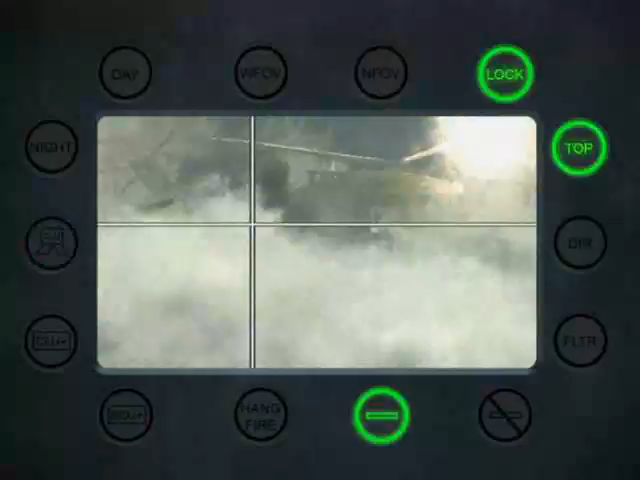 DAY
WFOV
NFOV
LOCK
NIGHT
TOP
DIR
FLTR
HANG
FIRE